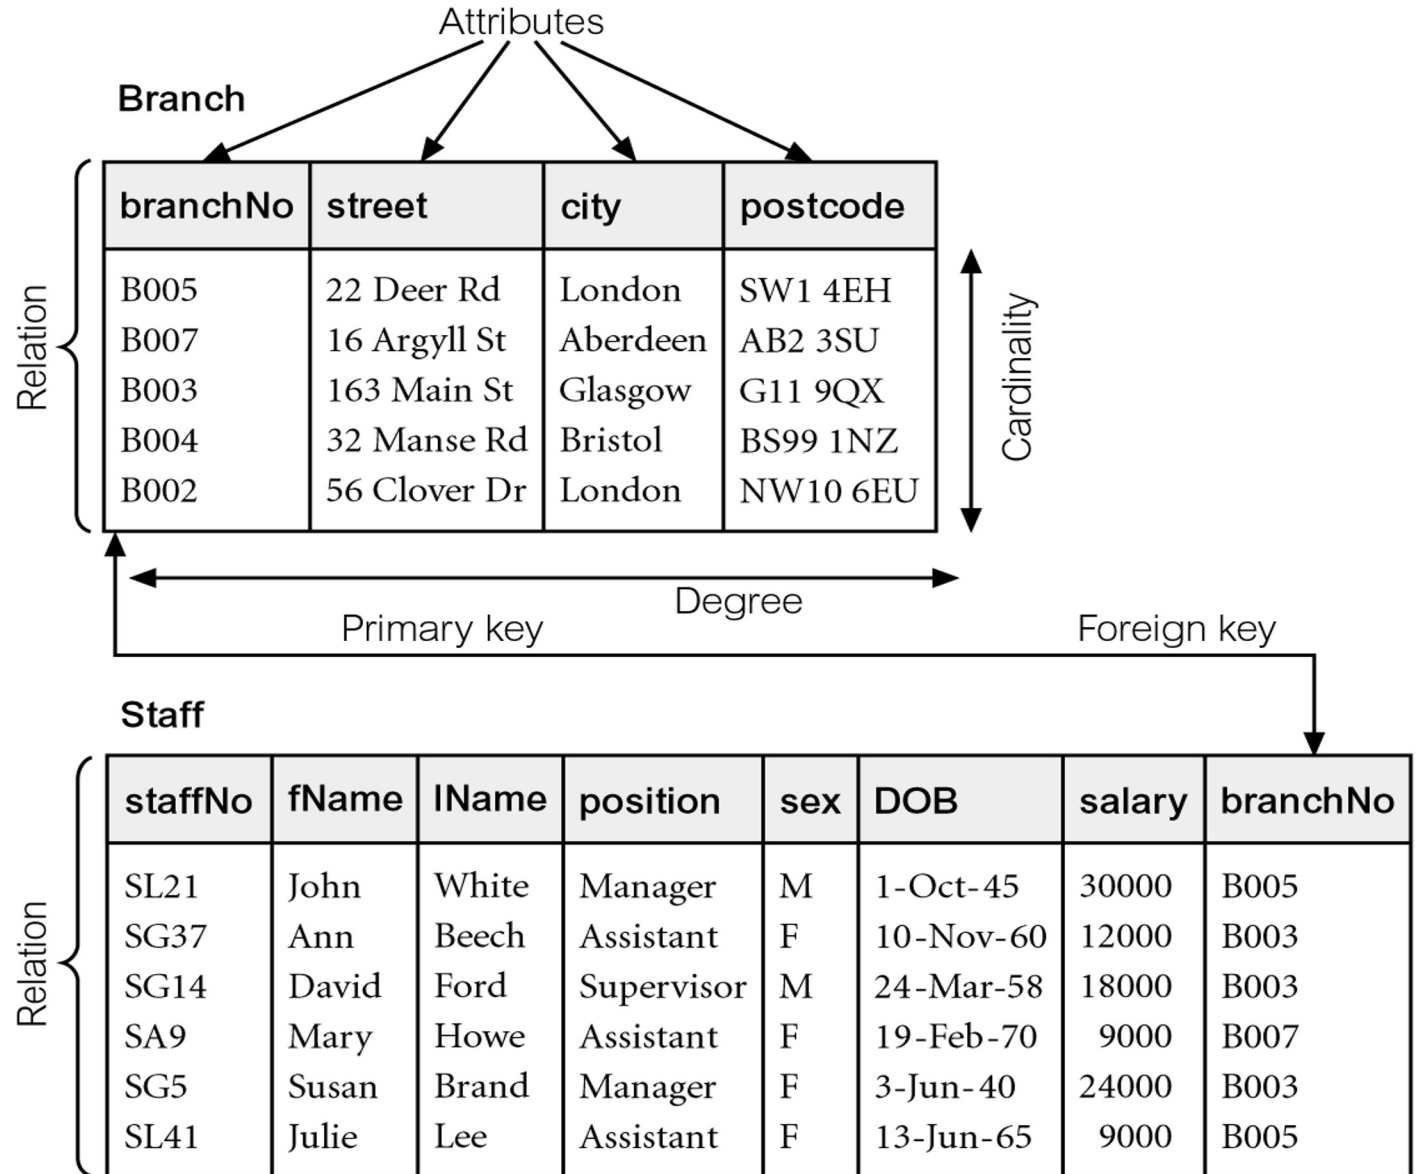 Attributes
Branch
branchNo street city postcode
B005 22 Deer Rd London SW1 4EH
B007 16 Argyll St Aberdeen AB2 3SU
B003 163 Main St Glasgow G11 9QX
B004 32 Manse Rd Bristol BS99 1NZ
B002 56 Clover Dr London NW10 6EU
Relation
Cardinality
Degree
Primary key Foreign key
Staff
staffNo fName lName position sex DOB salary branchNo
SL21 John White Manager M 1-Oct-45 30000 B005
SG37 Ann Beech Assistant F 10-Nov-60 12000 B003
SG14 David Ford Supervisor M 24-Mar-58 18000 B003
SA9 Mary Howe Assistant F 19-Feb-70 9000 B007
SG5 Susan Brand Manager F 3-Jun-40 24000 B003
SL41 Julie Lee Assistant F 13-Jun-65 9000 B005
Relation